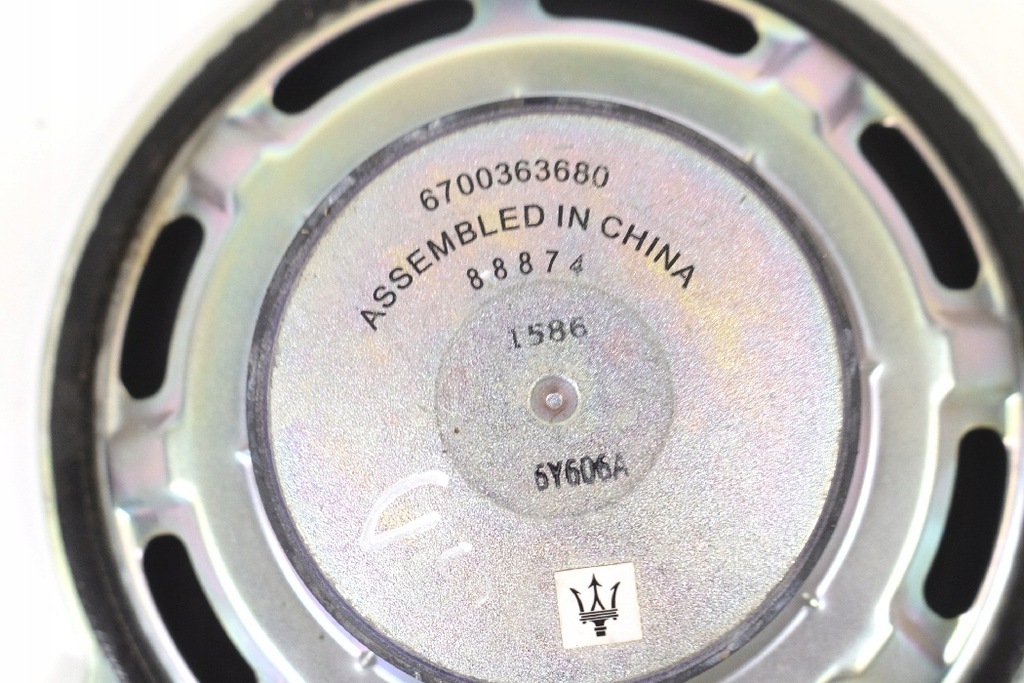 6700363680
ASSEMBLED IN CHINA
88874
1586
6Y606A